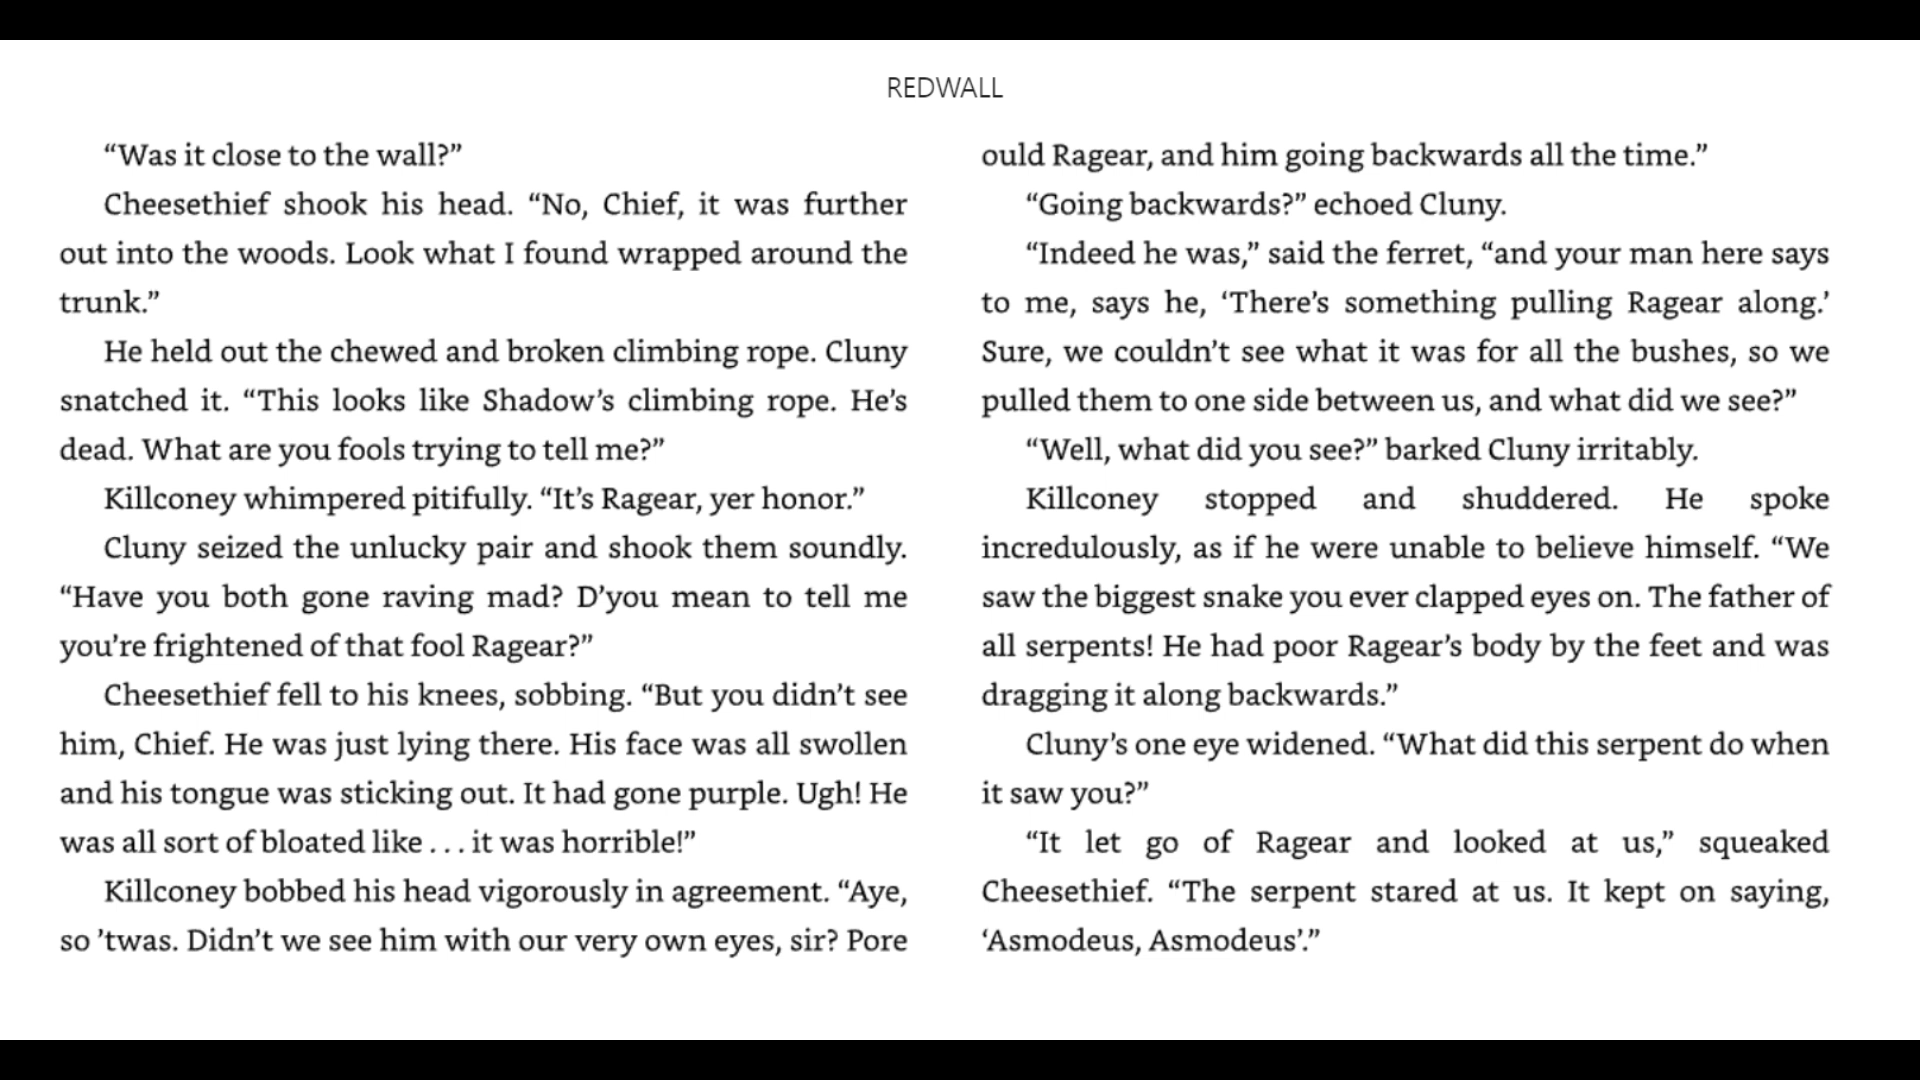 REDWALL
“Was it close to the wall?”
Cheesethief shook his head. “No, Chief, it was further
out into the woods. Look what I found wrapped around the
trunk.”
He held out the chewed and broken climbing rope. Cluny
snatched it. “This looks like Shadow’s climbing rope. He’s
dead. What are you fools trying to tell me?”
Killconey whimpered pitifully. “It’s Ragear, yer honor.”
Cluny seized the unlucky pair and shook them soundly.
“Have you both gone raving mad? D’you mean to tell me
you’re frightened of that fool Ragear?”
Cheesethief fell to his knees, sobbing. “But you didn’t see
him, Chief. He was just lying there. His face was all swollen
and his tongue was sticking out. It had gone purple. Ugh! He
was all sort of bloated like . . . it was horrible!”
Killconey bobbed his head vigorously in agreement. “Aye,
so ’twas. Didn’t we see him with our very own eyes, sir? Pore
ould Ragear, and him going backwards all the time.”
“Going backwards?” echoed Cluny.
“Indeed he was,” said the ferret, “and your man here says
to me, says he, ‘There’s something pulling Ragear along.’
Sure, we couldn’t see what it was for all the bushes, so we
pulled them to one side between us, and what did we see?”
“Well, what did you see?” barked Cluny irritably.
Killconey stopped and shuddered. He spoke
incredulously, as if he were unable to believe himself. “We
saw the biggest snake you ever clapped eyes on. The father of
all serpents! He had poor Ragear’s body by the feet and was
dragging it along backwards.”
Cluny’s one eye widened. “What did this serpent do when
it saw you?”
“It let go of Ragear and looked at us,” squeaked
Cheesethief. “The serpent stared at us. It kept on saying,
‘Asmodeus, Asmodeus’.”